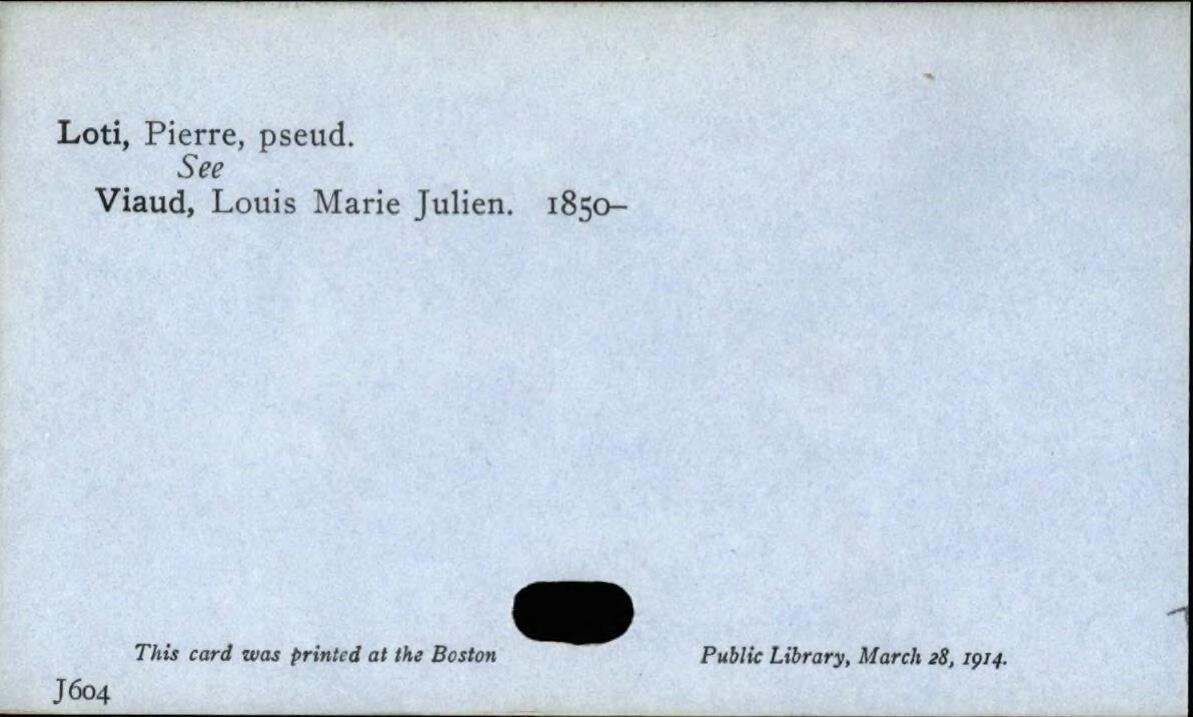 Loti, Pierre, pseud.
See
Viaud, Louis Marie Julien. 1850–
This card was printed at the Boston Public Library, March 28, 1914.
J604